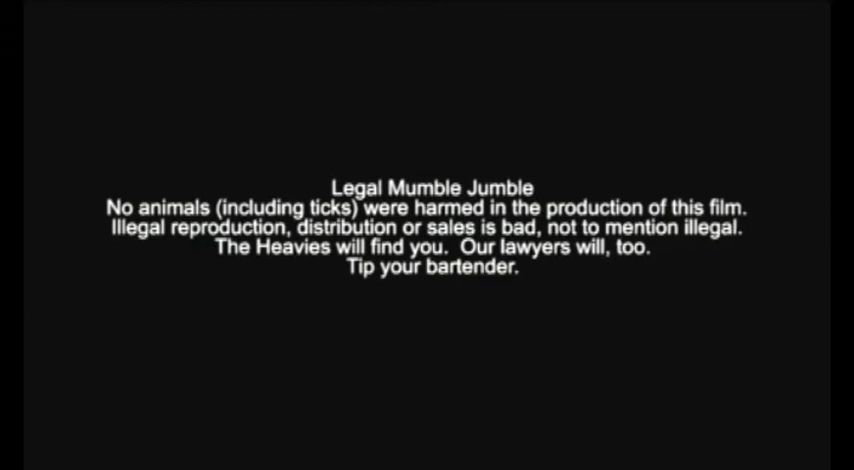 Legal Mumble Jumble
No animals (including ticks) were harmed in the production of this film.
Illegal reproduction, distribution or sales is bad, not to mention illegal.
The Heavies will find you.  Our lawyers will, too.
Tip your bartender.